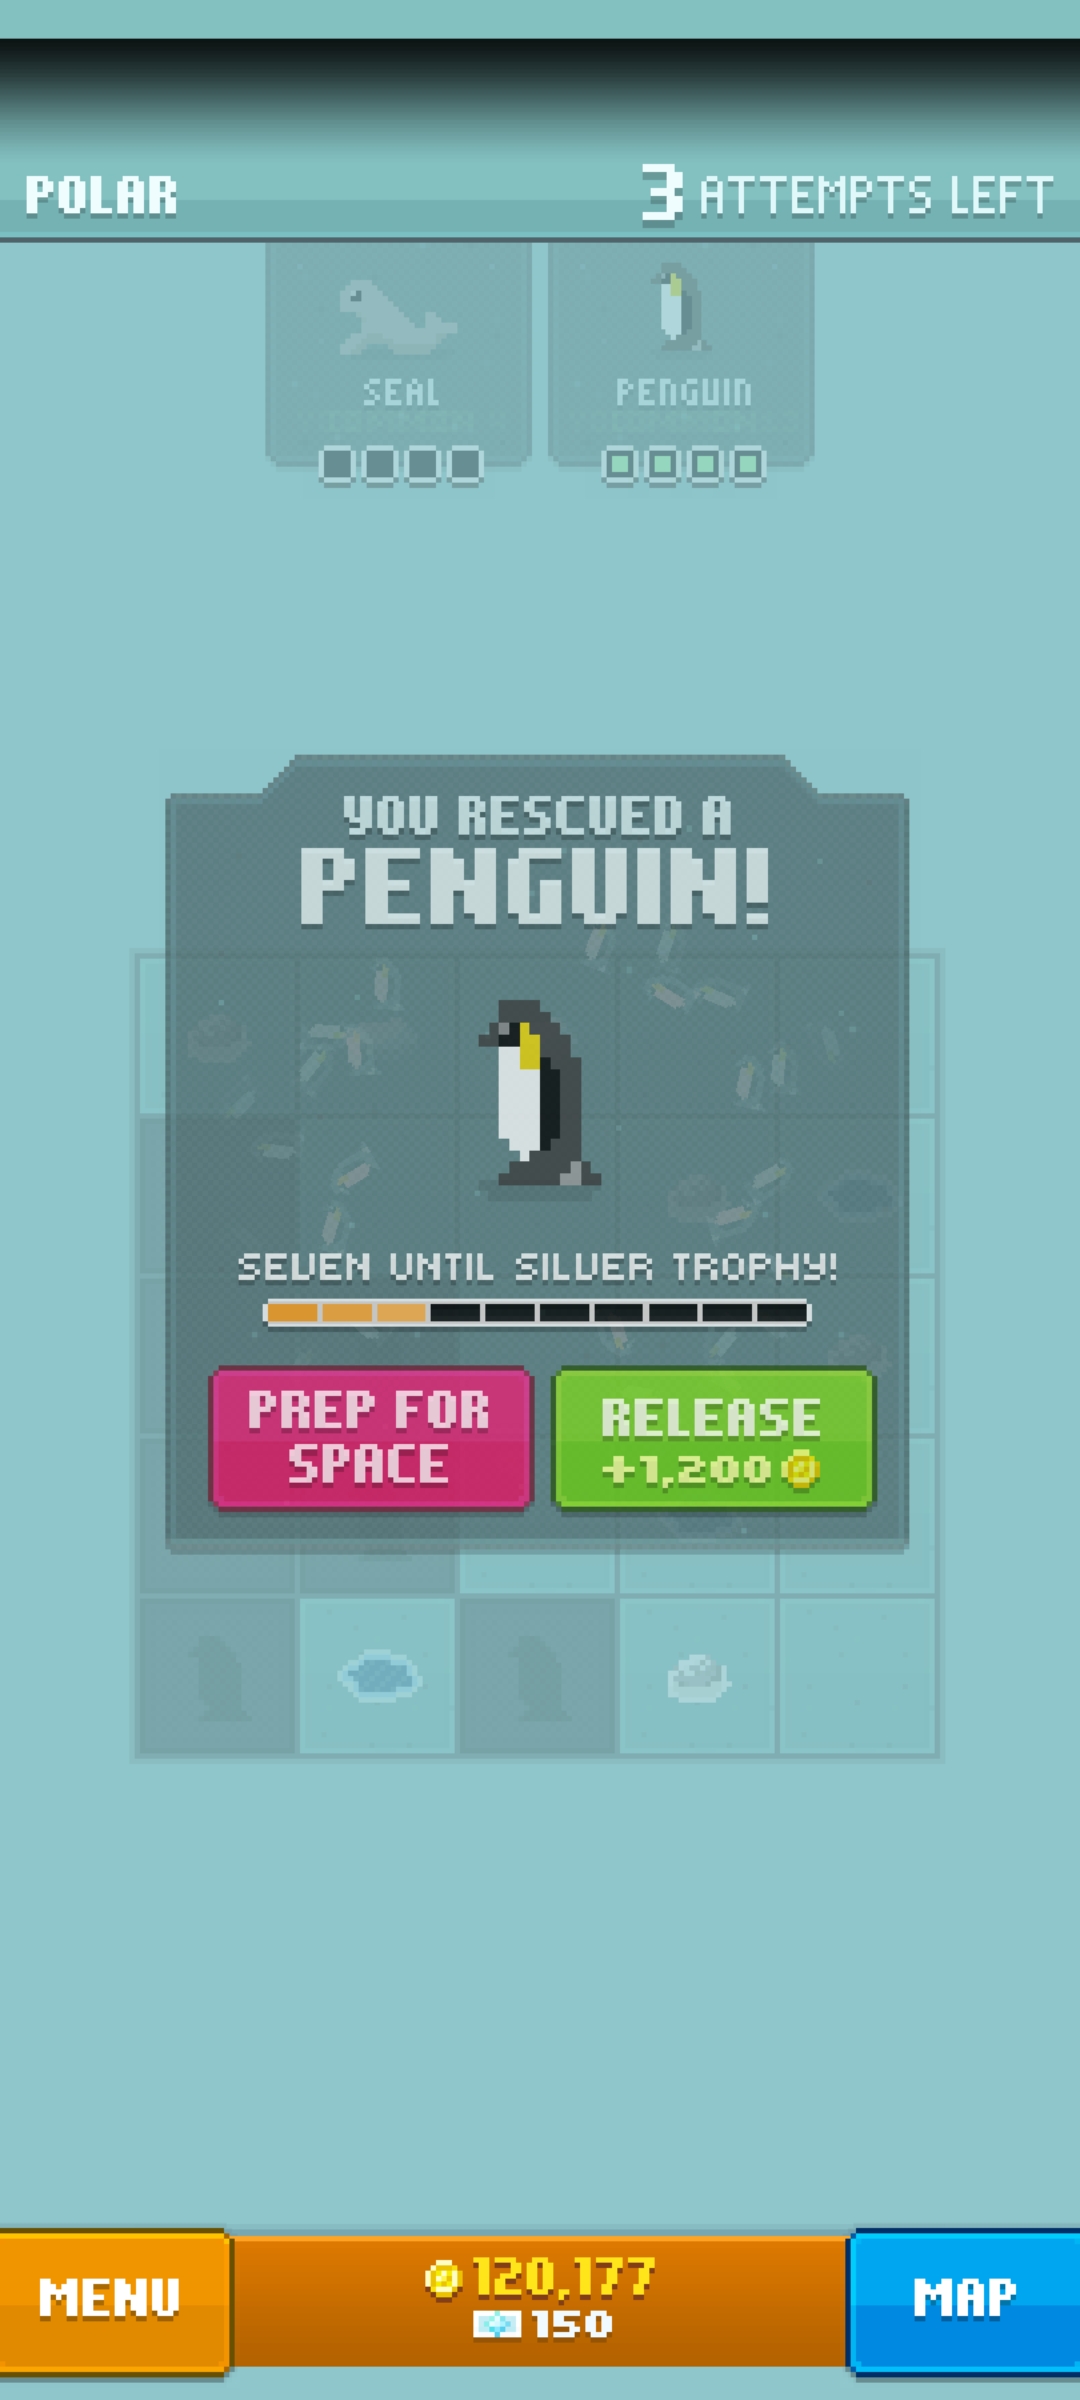 POLAR
3 ATTEMPTS LEFT
SEAL
PENGUIN
YOU RESCUED A
PENGUIN!
SEVEN UNTIL SILVER TROPHY!
PREP FOR
SPACE
RELEASE
+1,200
MENU
120,177
150
MAP